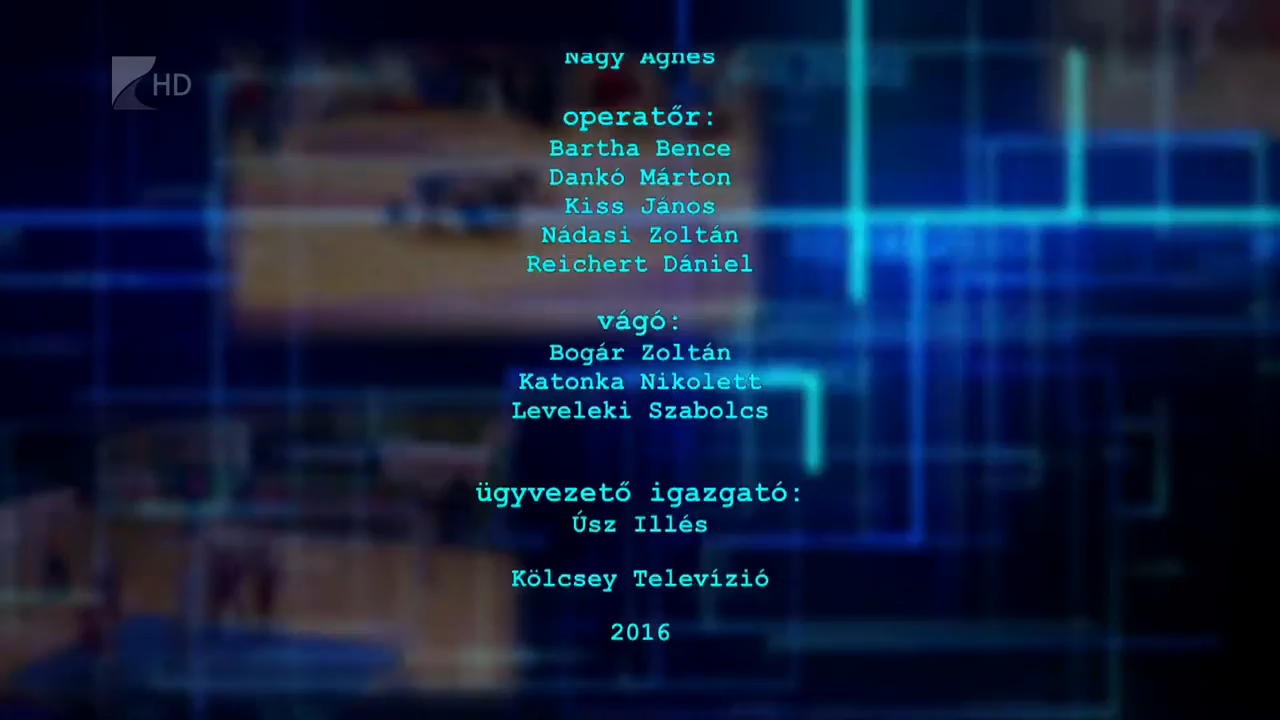 HD
Nagy Ágnes
operatőr:
Bartha Bence
Dankó Márton
Kiss János
Nádasi Zoltán
Reichert Dániel
vágó:
Bogár Zoltán
Katonka Nikolett
Leveleki Szabolcs
ügyvezető igazgató:
Úsz Illés
Kölcsey Televízió
2016